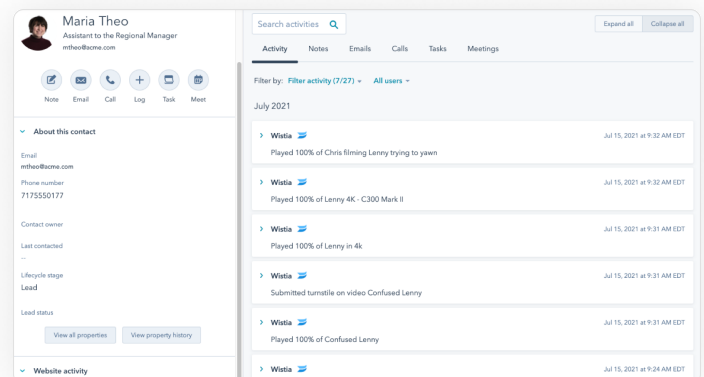 Maria Theo
Assistant to the Regional Manager
mtheo@acme.com
Note Email Call Log Task Meet
About this contact
Email
mtheo@acme.com
Phone number
7175550177
Contact owner
Last contacted
--
Lifecycle stage
Lead
Lead status
View all properties View property history
Website activity
Search activities
Expand all Collapse all
Activity Notes Emails Calls Tasks Meetings
Filter by: Filter activity (7/27) All users
July 2021
Wistia Jul 15, 2021 at 9:32 AM EDT
Played 100% of Chris filming Lenny trying to yawn
Wistia Jul 15, 2021 at 9:32 AM EDT
Played 100% of Lenny 4K - C300 Mark II
Wistia Jul 15, 2021 at 9:31 AM EDT
Played 100% of Lenny in 4k
Wistia Jul 15, 2021 at 9:31 AM EDT
Submitted turnstile on video Confused Lenny
Wistia Jul 15, 2021 at 9:31 AM EDT
Played 100% of Confused Lenny
Wistia Jul 15, 2021 at 9:24 AM EDT